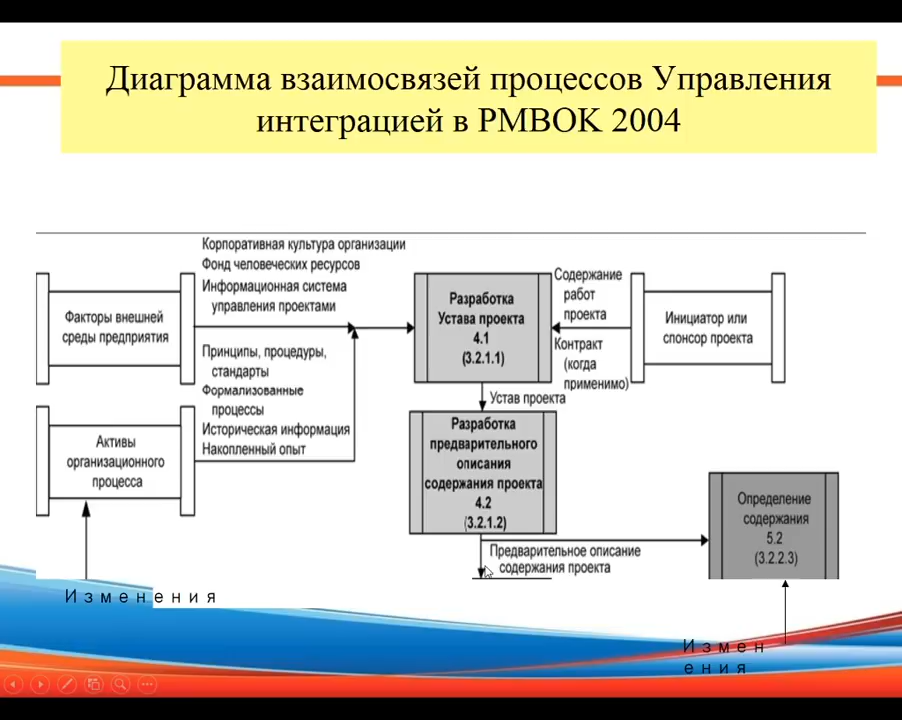 Диаграмма взаимосвязей процессов Управления
интеграцией в PMBOK 2004
Корпоративная культура организации
Фонд человеческих ресурсов
Информационная система
управления проектами
Факторы внешней
среды предприятия
Принципы, процедуры,
стандарты
Формализованные
процессы
Историческая информация
Накопленный опыт
Активы
организационного
процесса
Разработка
Устава проекта
4.1
(3.2.1.1)
Содержание
работ
проекта
Контракт
(когда
применимо)
Инициатор или
спонсор проекта
Устав проекта
Разработка
предварительного
описания
содержания проекта
4.2
(3.2.1.2)
Определение
содержания
5.2
(3.2.2.3)
Предварительное описание
содержания проекта
Изменения
Измен
ения